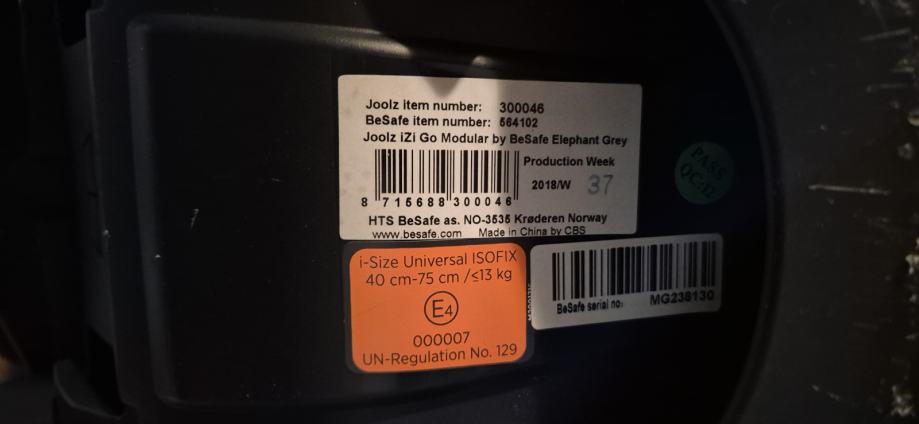 Joolz item number: 300046
BeSafe item number: 564102
Joolz iZi Go Modular by BeSafe Elephant Grey
Production Week
2018/W 37
8 715688 300046
HTS BeSafe as. NO-3535 Krøderen Norway
www.besafe.com Made in China by CBS
PASS
QC:12
i-Size Universal ISOFIX
40 cm-75 cm /≤13 kg
E4
000007
UN-Regulation No. 129
BeSafe serial no: MG238130